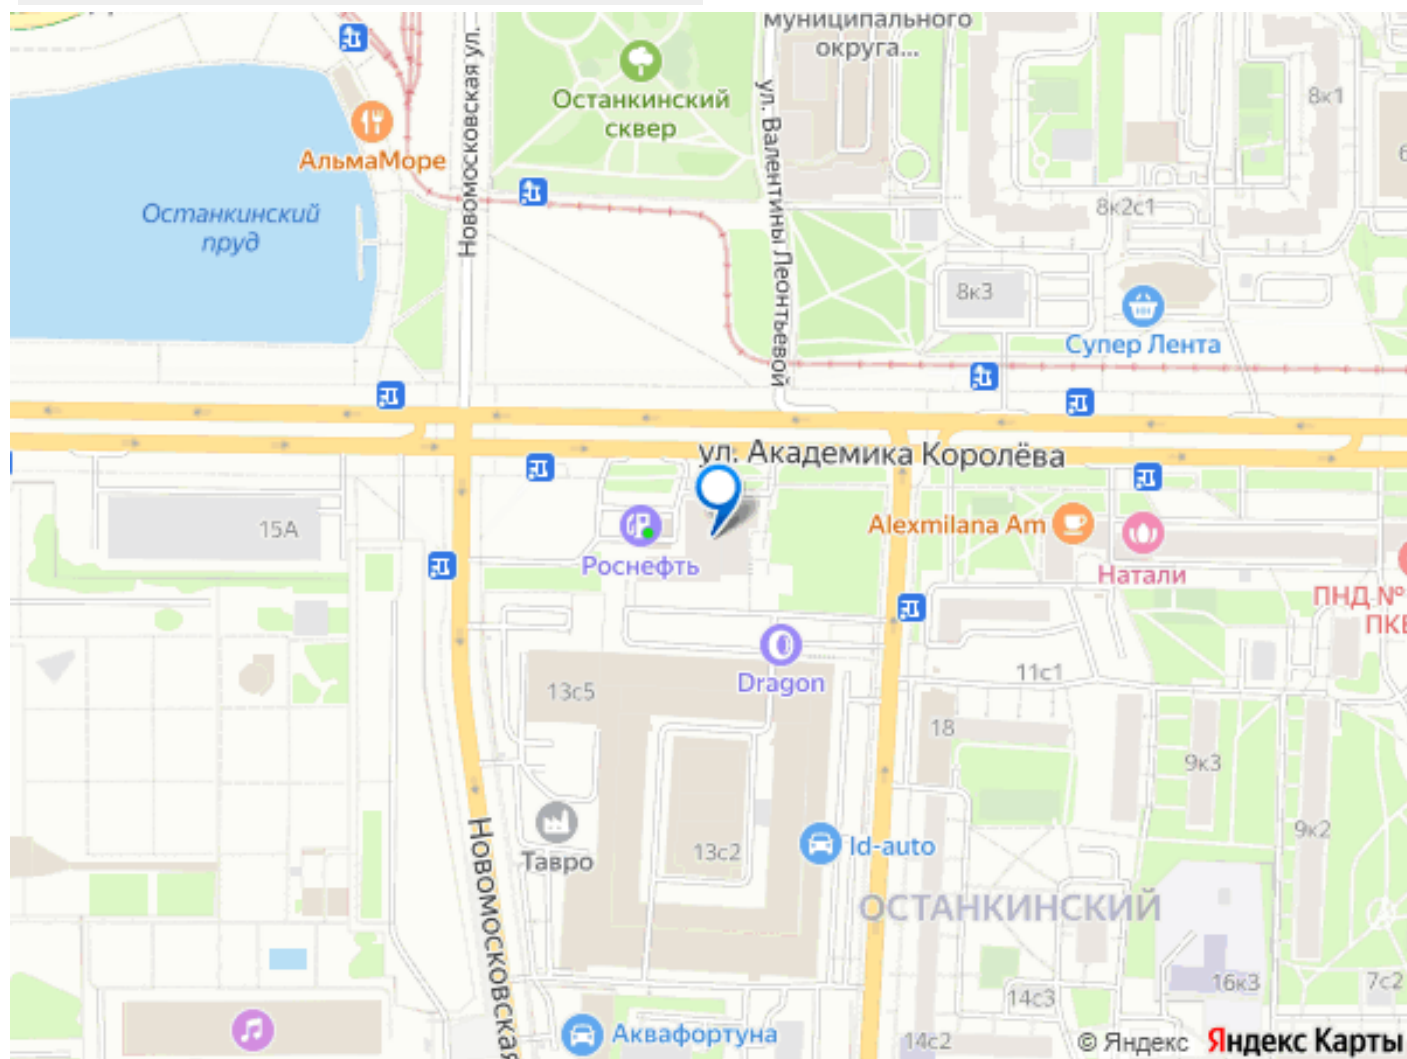 муниципального
округа...
Новомосковская ул.
Останкинский
сквер
ул. Валентины Леонтьевой
8к1
АльмаМоре
Останкинский
пруд
8к2с1
8к3
Супер Лента
ул. Академика Королёва
15А
Роснефть
Alexmilana Am
Натали
ПНД №
Dragon
11с1
13с5
18
9к3
Новомосковская
Тавро
13с2
Id-auto
9к2
ОСТАНКИНСКИЙ
16к3
7с2
14с3
Аквафортуна
14с2
© Яндекс Яндекс Карты